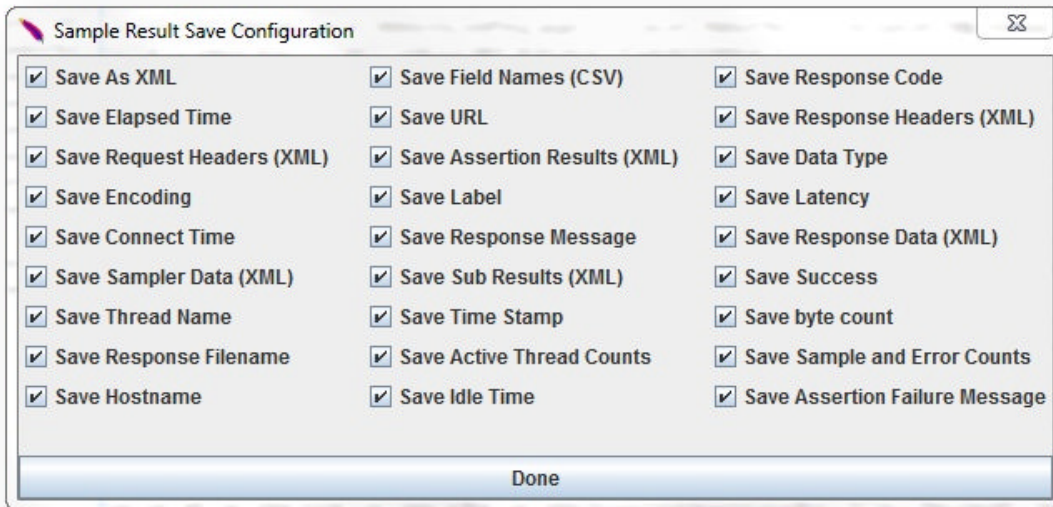 Sample Result Save Configuration
Save As XML Save Field Names (CSV) Save Response Code
Save Elapsed Time Save URL Save Response Headers (XML)
Save Request Headers (XML) Save Assertion Results (XML) Save Data Type
Save Encoding Save Label Save Latency
Save Connect Time Save Response Message Save Response Data (XML)
Save Sampler Data (XML) Save Sub Results (XML) Save Success
Save Thread Name Save Time Stamp Save byte count
Save Response Filename Save Active Thread Counts Save Sample and Error Counts
Save Hostname Save Idle Time Save Assertion Failure Message
Done